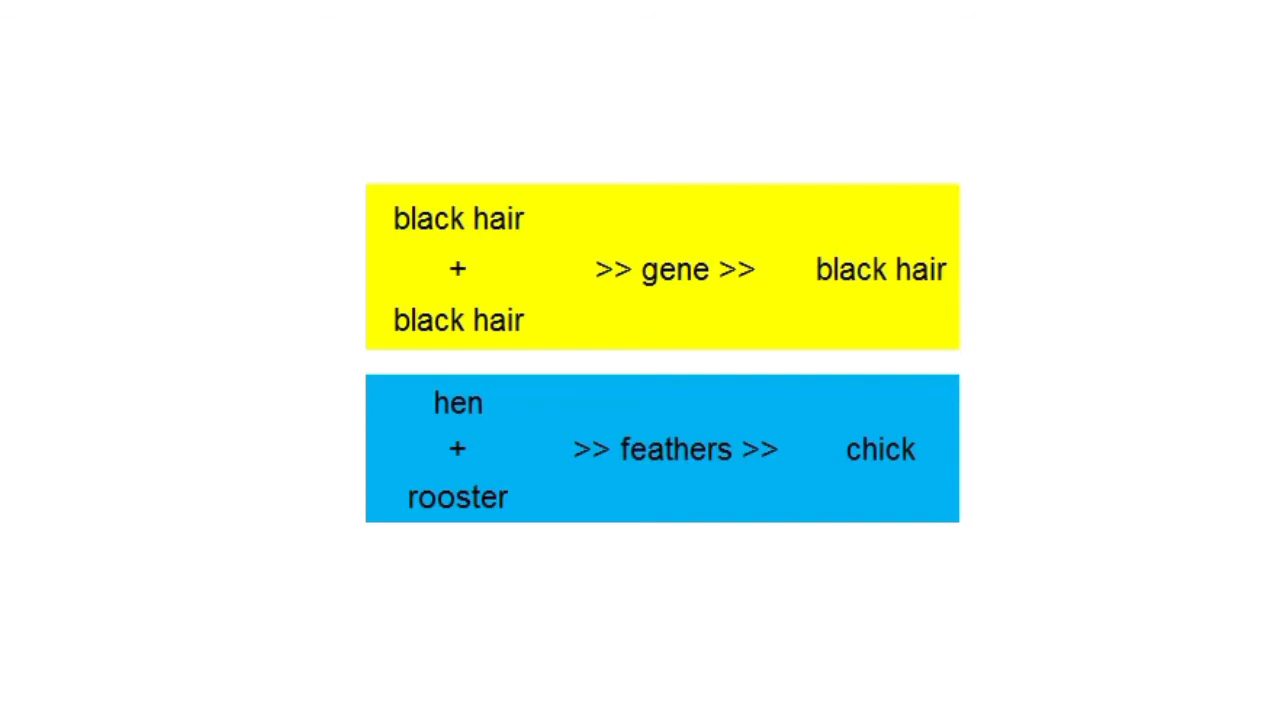 black hair
+
>> gene >>
black hair
black hair
hen
+
>> feathers >>
chick
rooster